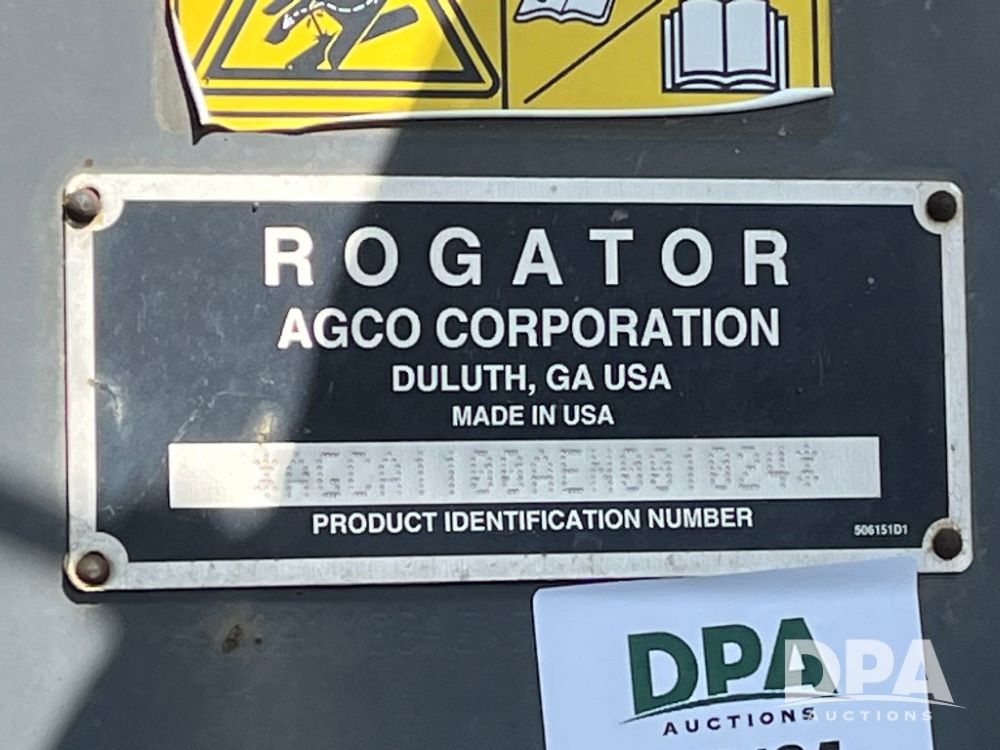 ROGATOR
AGCO CORPORATION
DULUTH, GA USA
MADE IN USA
*AGCA1100AEN001024*
PRODUCT IDENTIFICATION NUMBER
506151D1
DPA
AUCTIONS
DPA
AUCTIONS